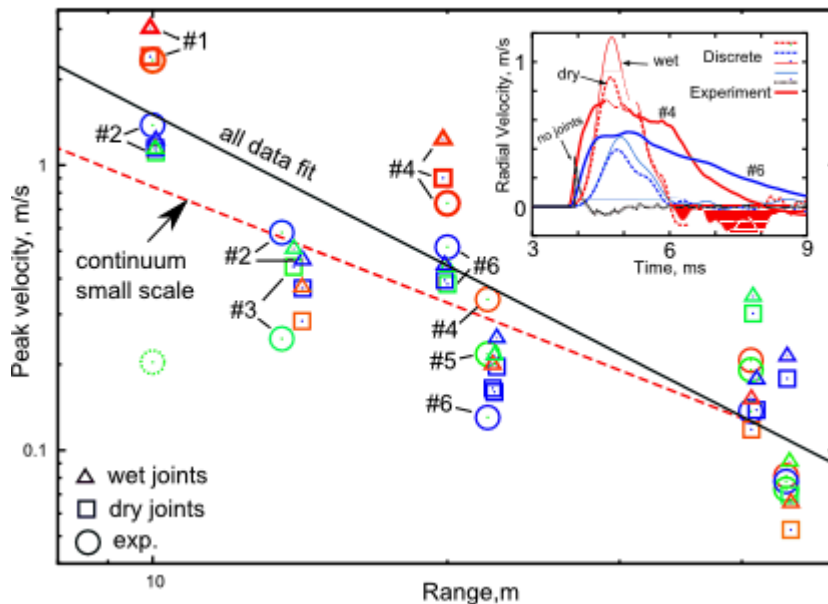 #1
#2
all data fit
#4
#2
#6
continuum
small scale
#3
#4
#5
#6
1
0.1
10
Peak velocity, m/s
Range,m
wet joints
dry joints
exp.
Radial Velocity, m/s
1
0
3
5
7
9
Time, ms
wet
dry
no joints
Discrete
Experiment
#4
#6